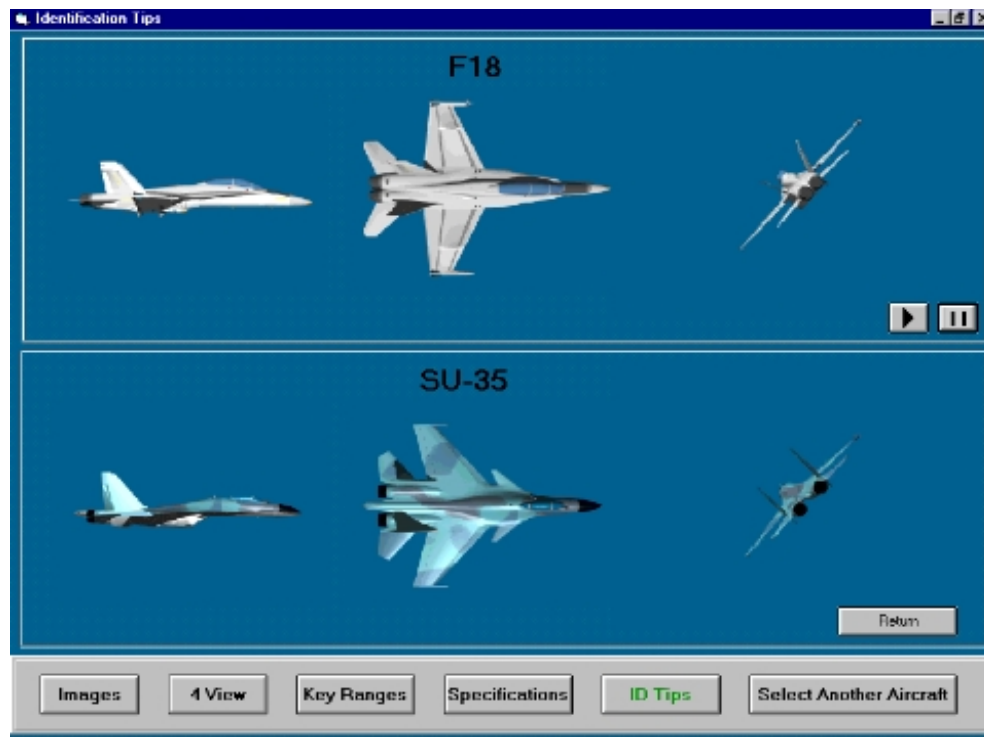 Identification Tips
F18
SU-35
Return
Images
4 View
Key Ranges
Specifications
ID Tips
Select Another Aircraft